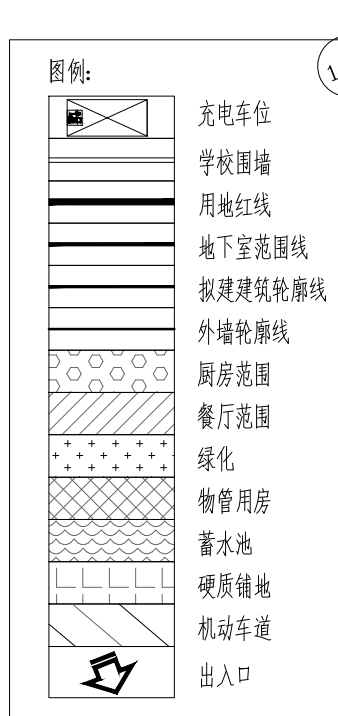 图例:
1
充电车位
学校围墙
用地红线
地下室范围线
拟建建筑轮廓线
外墙轮廓线
厨房范围
餐厅范围
绿化
物管用房
蓄水池
硬质铺地
机动车道
出入口